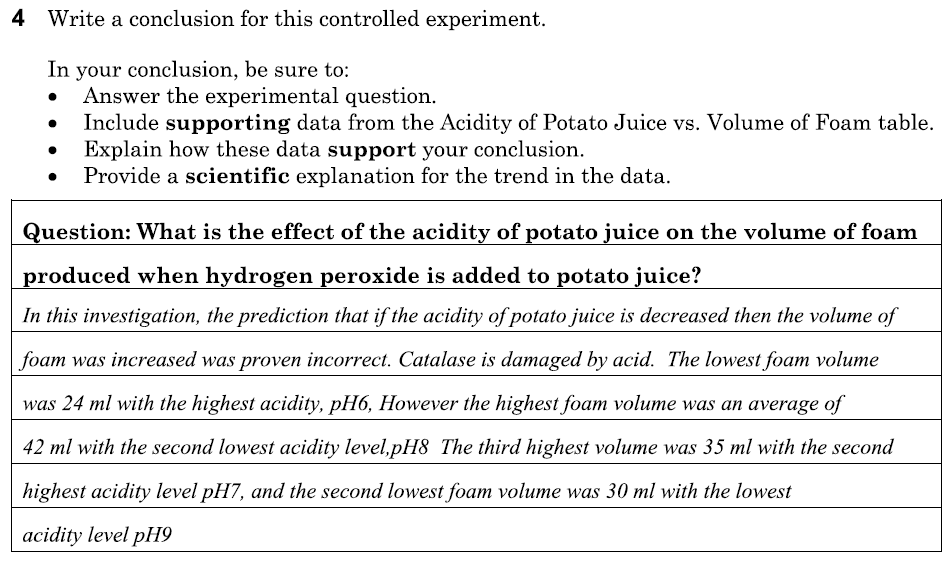 4 Write a conclusion for this controlled experiment.
In your conclusion, be sure to:
• Answer the experimental question.
• Include supporting data from the Acidity of Potato Juice vs. Volume of Foam table.
• Explain how these data support your conclusion.
• Provide a scientific explanation for the trend in the data.
Question: What is the effect of the acidity of potato juice on the volume of foam
produced when hydrogen peroxide is added to potato juice?
In this investigation, the prediction that if the acidity of potato juice is decreased then the volume of
foam was increased was proven incorrect. Catalase is damaged by acid. The lowest foam volume
was 24 ml with the highest acidity, pH6, However the highest foam volume was an average of
42 ml with the second lowest acidity level,pH8 The third highest volume was 35 ml with the second
highest acidity level pH7, and the second lowest foam volume was 30 ml with the lowest
acidity level pH9